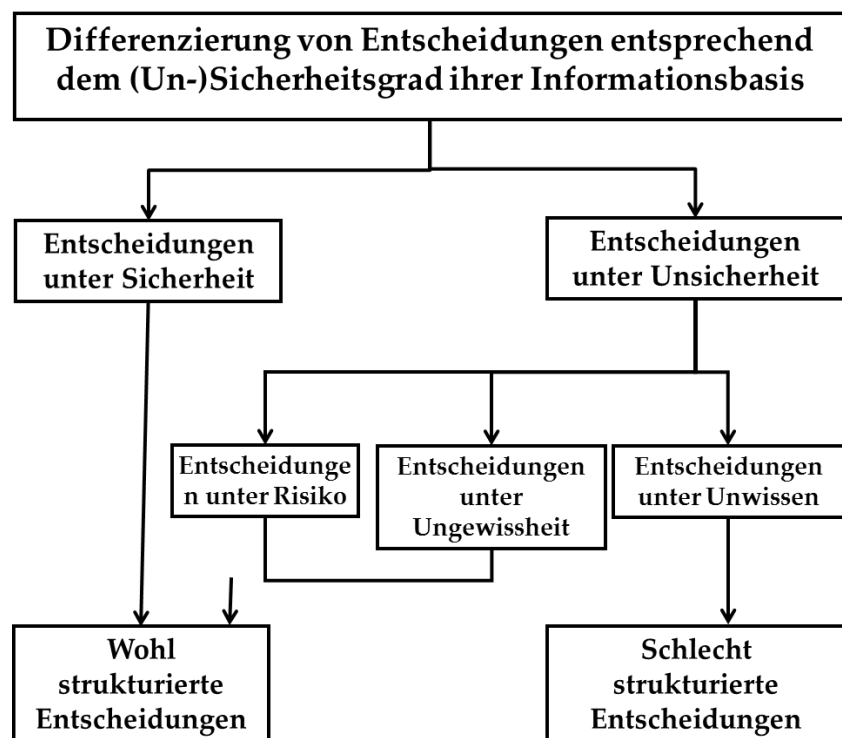 Differenzierung von Entscheidungen entsprechend
dem (Un-)Sicherheitsgrad ihrer Informationsbasis
Entscheidungen
unter Sicherheit
Entscheidungen
unter Unsicherheit
Entscheidunge
n unter Risiko
Entscheidungen
unter
Ungewissheit
Entscheidungen
unter Unwissen
Wohl
strukturierte
Entscheidungen
Schlecht
strukturierte
Entscheidungen